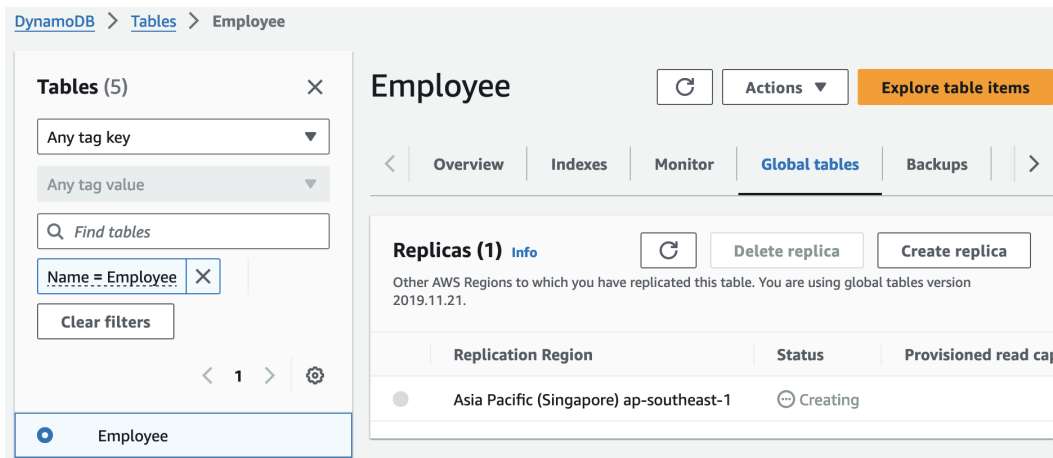 DynamoDB > Tables > Employee
Tables (5)
Any tag key
Any tag value
Find tables
Name = Employee
Clear filters
1
Employee
Employee
Actions
Explore table items
Overview
Indexes
Monitor
Global tables
Backups
Replicas (1) Info
Delete replica
Create replica
Other AWS Regions to which you have replicated this table. You are using global tables version
2019.11.21.
Replication Region
Status
Provisioned read cap
Asia Pacific (Singapore) ap-southeast-1
Creating